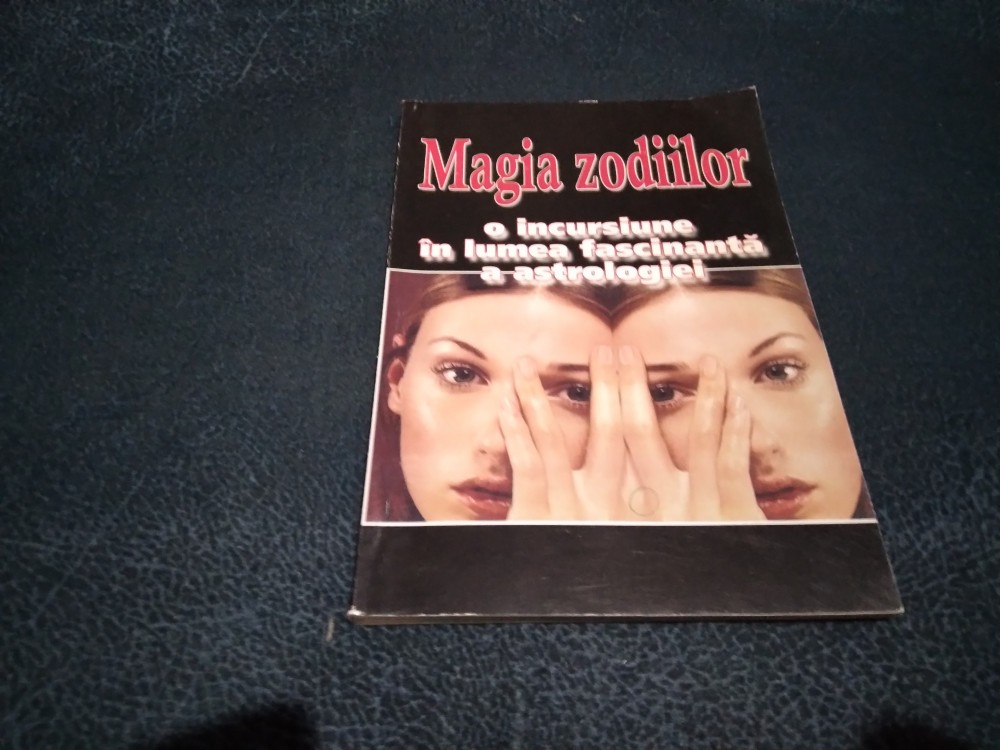 Magia zodiilor
o incursiune
în lumea fascinantă
a astrologiei